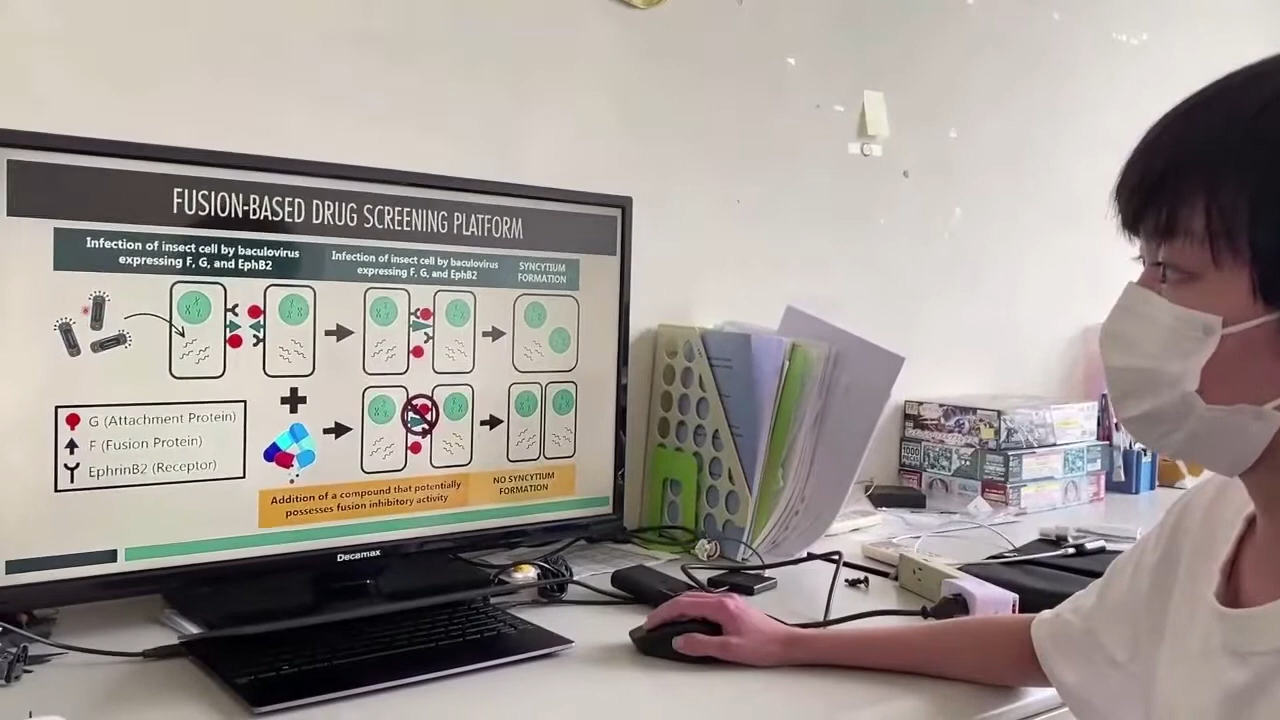 FUSION-BASED DRUG SCREENING PLATFORM
Infection of insect cell by baculovirus
expressing F, G, and EphB2
Infection of insect cell by baculovirus
expressing F, G, and EphB2
SYNCYTIUM
FORMATION
G (Attachment Protein)
F (Fusion Protein)
EphrinB2 (Receptor)
Addition of a compound that potentially
possesses fusion inhibitory activity
NO SYNCYTIUM
FORMATION
Decamax
1000